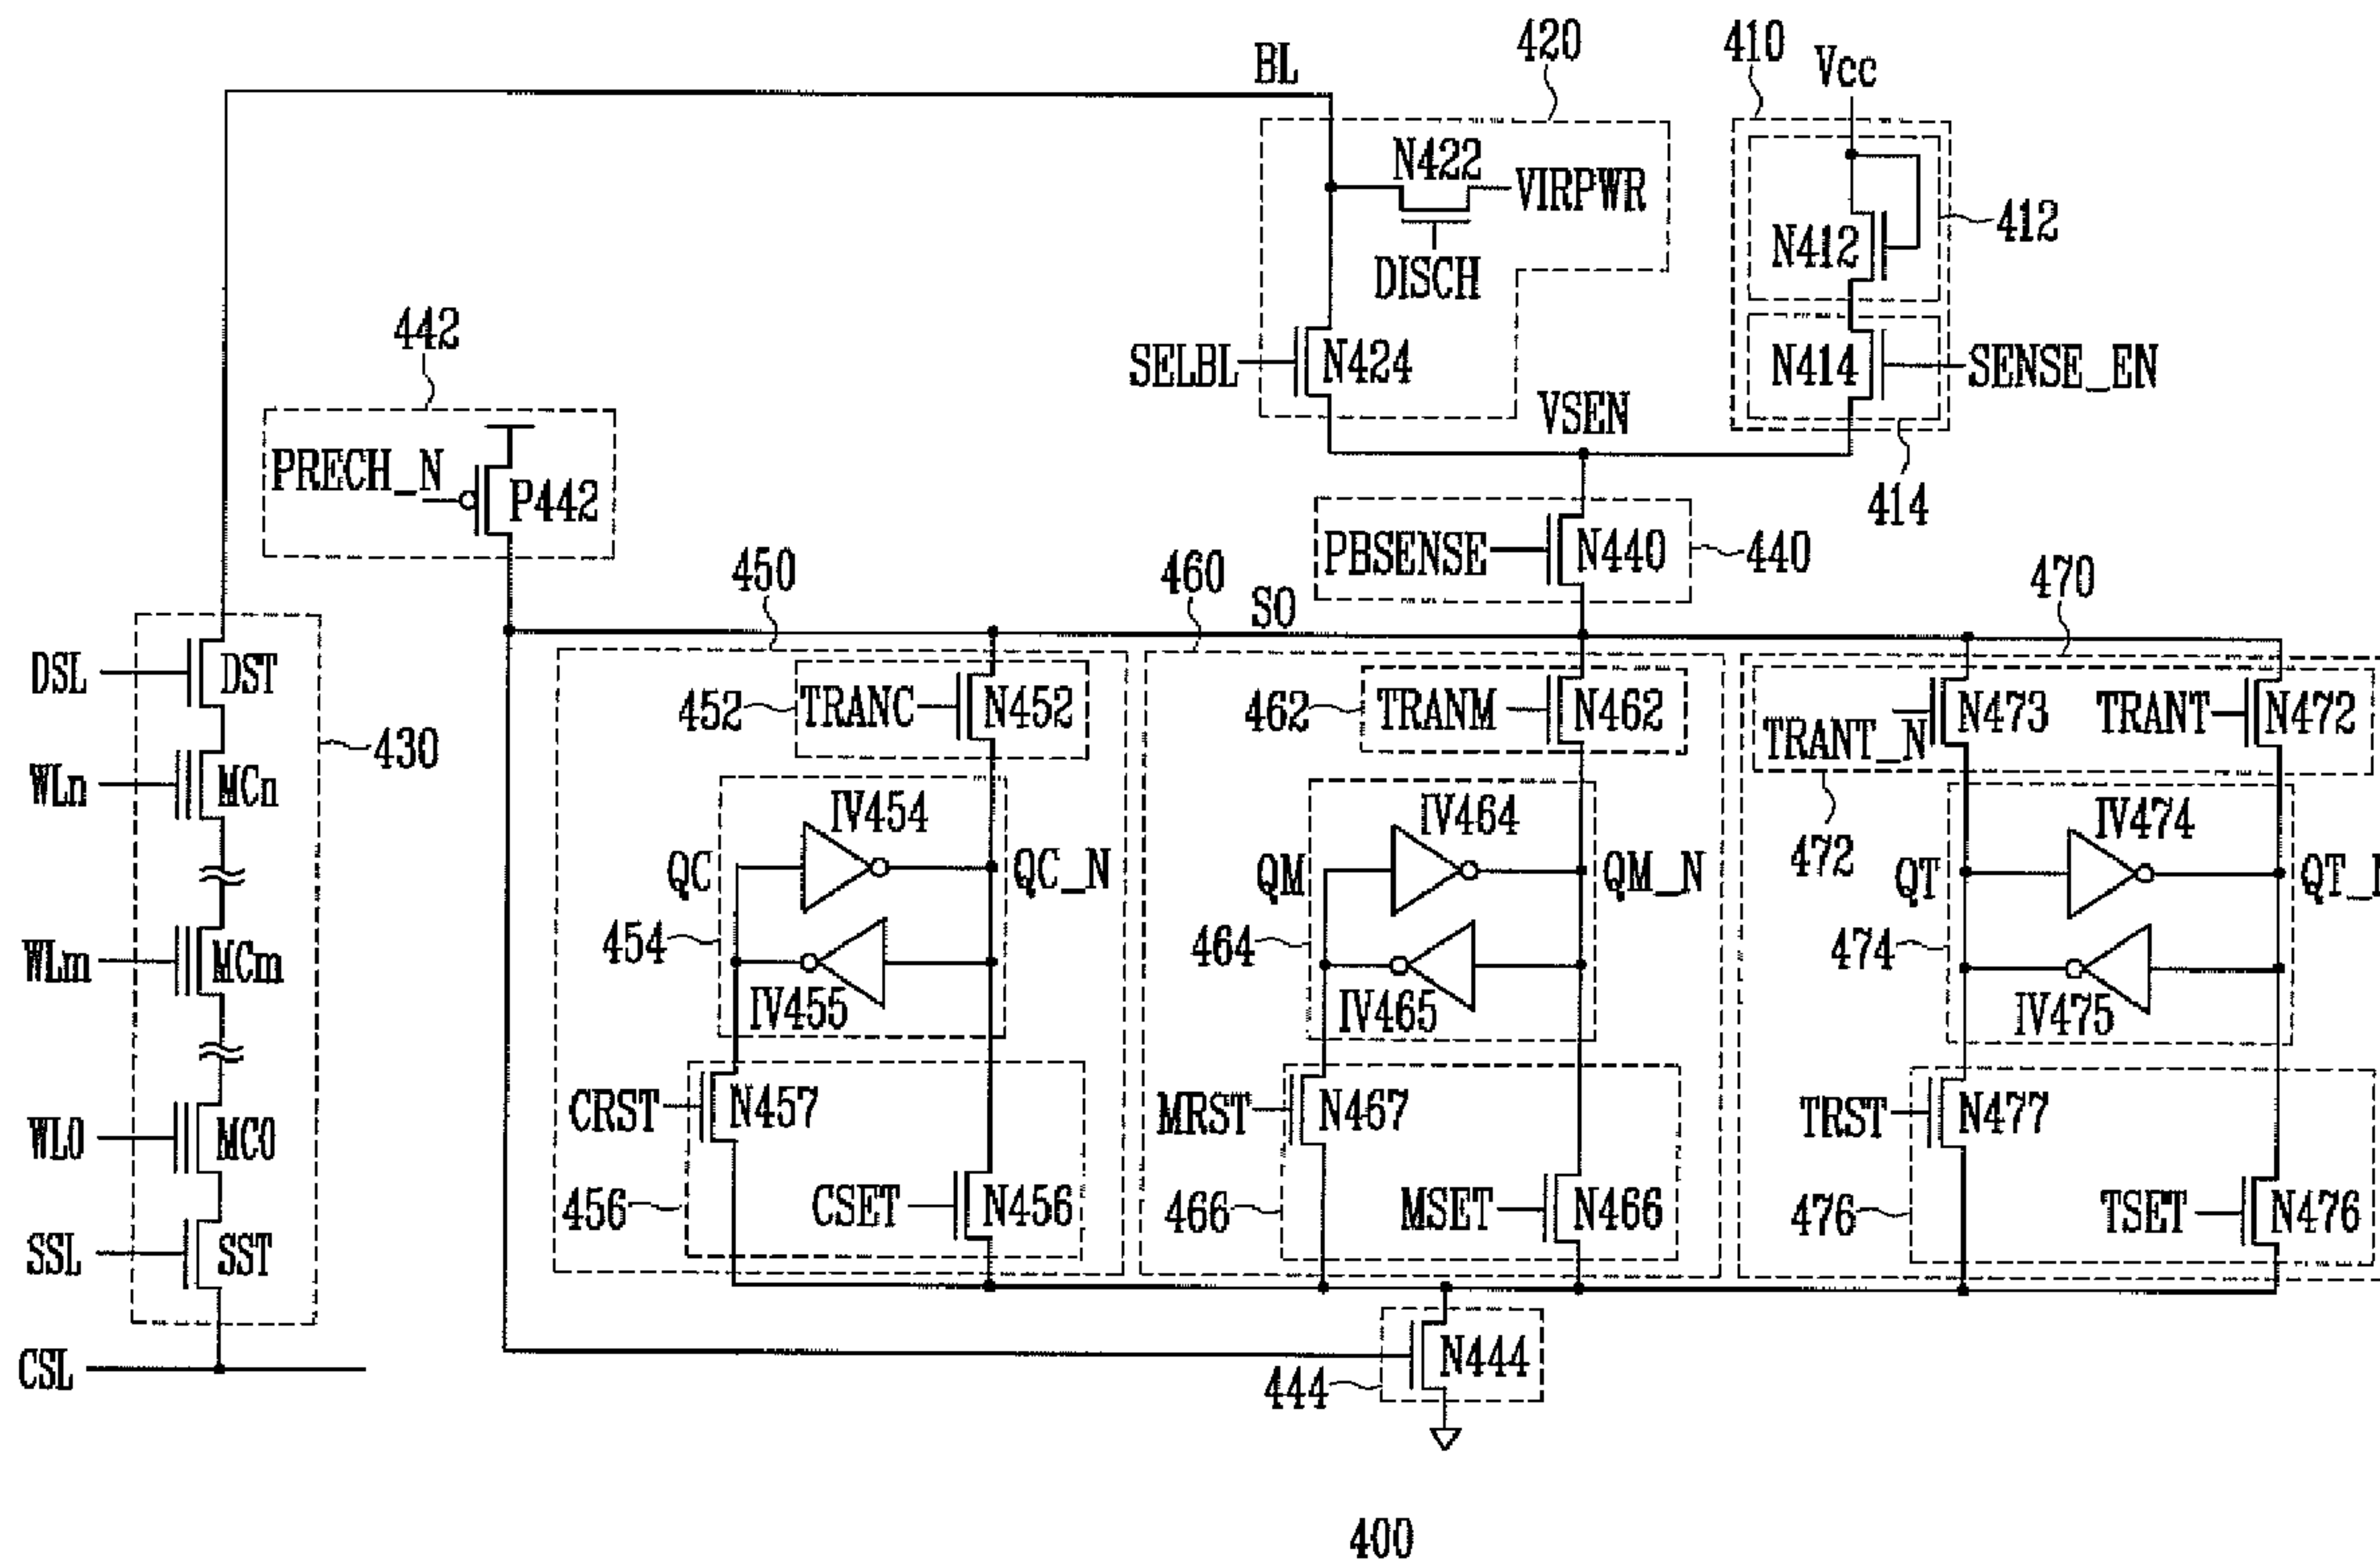 420
410
Vcc
BL
N422
VIRPWR
412
N412
DISCH
442
SELBL
N424
N414
SENSE_EN
VSEN
PRECH_N
P442
414
PBSENSE
N440
440
450
460
SO
470
DSL
DST
452
TRANC
N452
462
TRANM
N462
N473
TRANT
N472
TRANT_N
430
WLn
MCn
IV454
IV464
IV474
QC
QC_N
QM
QM_N
472
QT
454
464
474
WLm
MCm
IV455
IV465
IV475
CRST
N457
MRST
N467
TRST
N477
WL0
MC0
456
CSET
N456
466
MSET
N466
476
TSET
N476
SSL
SST
CSL
444
N444
400